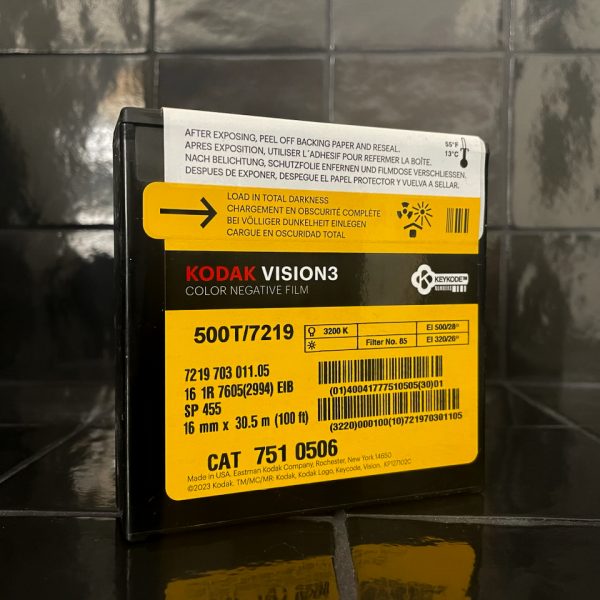 AFTER EXPOSING, PEEL OFF BACKING PAPER AND RESEAL.
APRES EXPOSITION, UTILISER L'ADHESIF POUR REFERMER LA BOÎTE.
NACH BELICHTUNG, SCHUTZFOLIE ENFERNEN UND FILMDOSE VERSCHLIESSEN.
DESPUES DE EXPONER, DESPEGUE EL PAPEL PROTECTOR Y VUELVA A SELLAR.
55°F
13°C
LOAD IN TOTAL DARKNESS
CHARGEMENT EN OBSCURITÉ COMPLÈTE
BEI VÖLLIGER DUNKELHEIT EINLEGEN
CARGUE EN OSCURIDAD TOTAL
KODAK VISION3
COLOR NEGATIVE FILM
KEYKODE™
NUMBERS
500T/7219
3200 K
EI 500/28°
Filter No. 85
EI 320/26°
7219 703 011.05
16 1R 7605(2994) EIB
SP 455
16 mm x 30.5 m (100 ft)
(01)40041777510505(30)01
(3220)000100(10)721970301105
CAT 751 0506
Made in USA, Eastman Kodak Company, Rochester, New York 14650
©2023 Kodak. TM/MC/MR: Kodak, Kodak Logo, Keycode, Vision. KP127102C